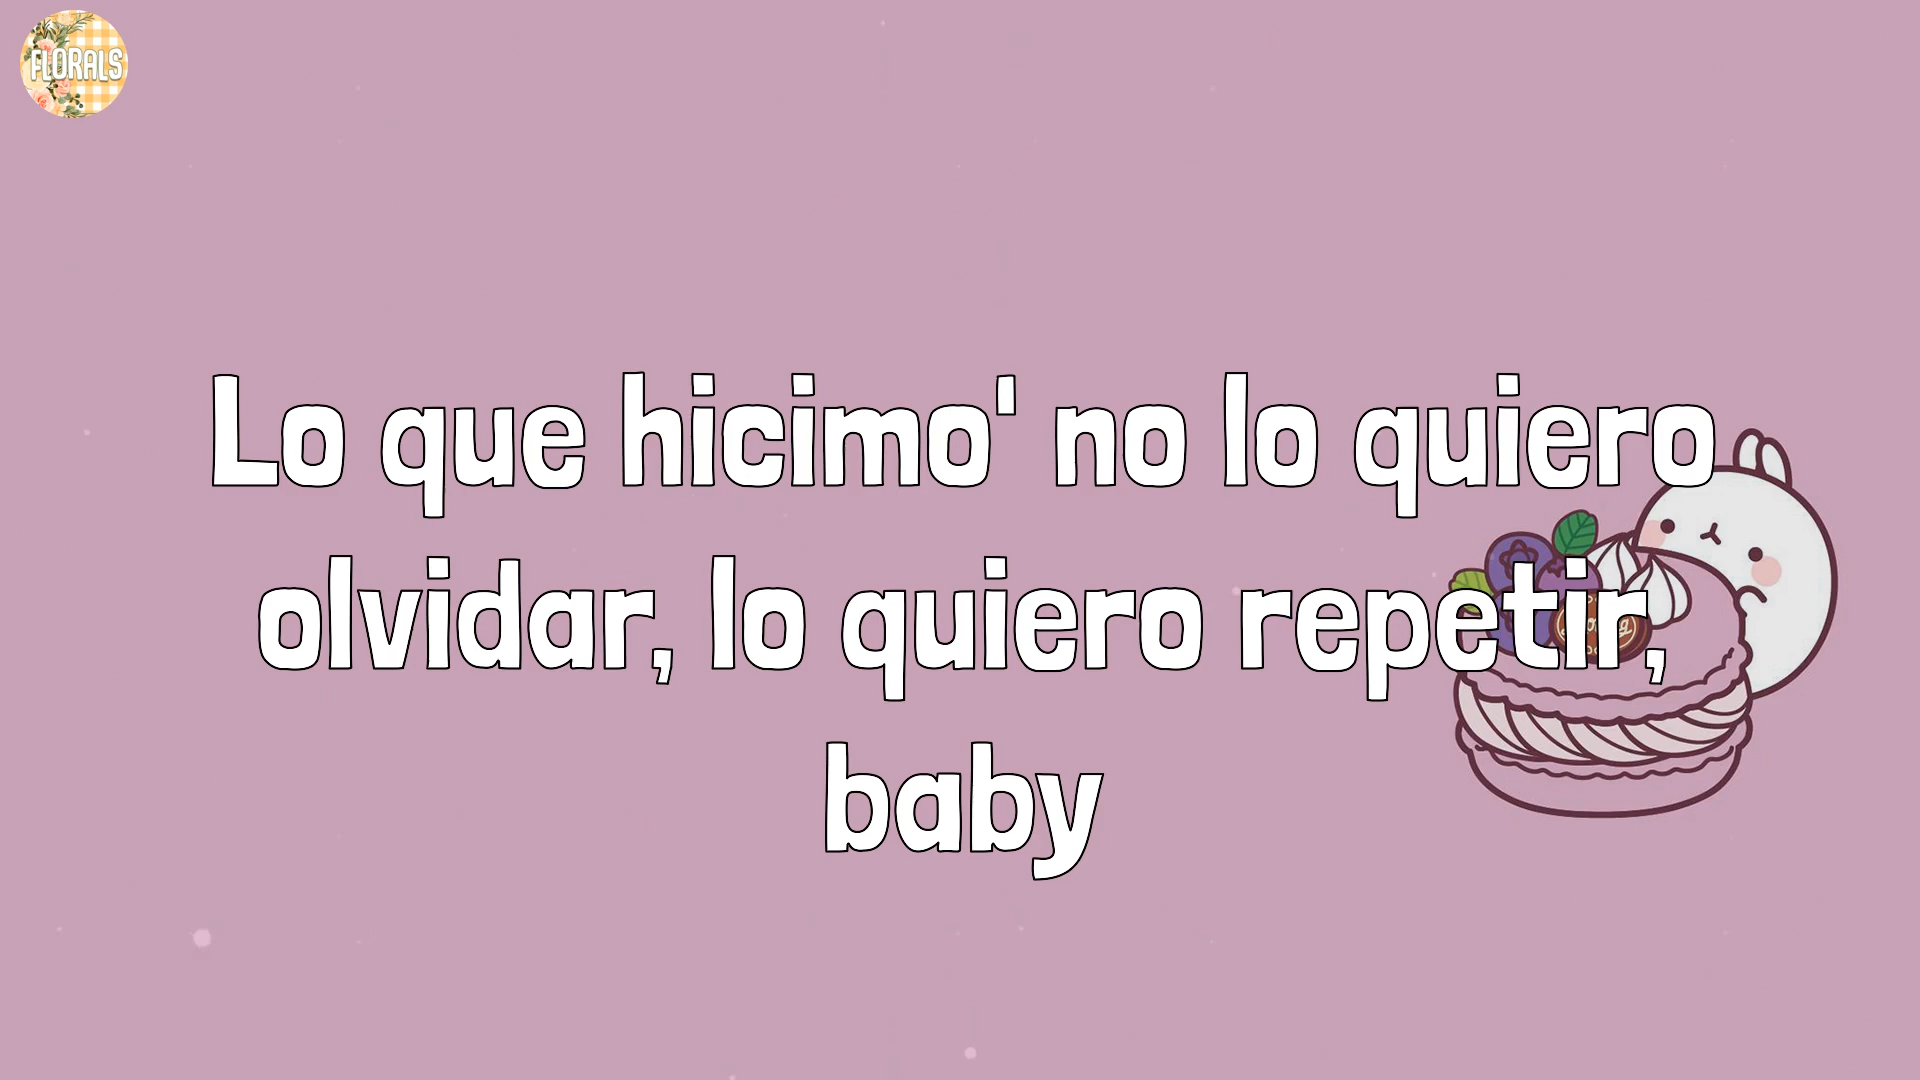 FLORALS
Lo que hicimo' no lo quiero
olvidar, lo quiero repetir,
baby